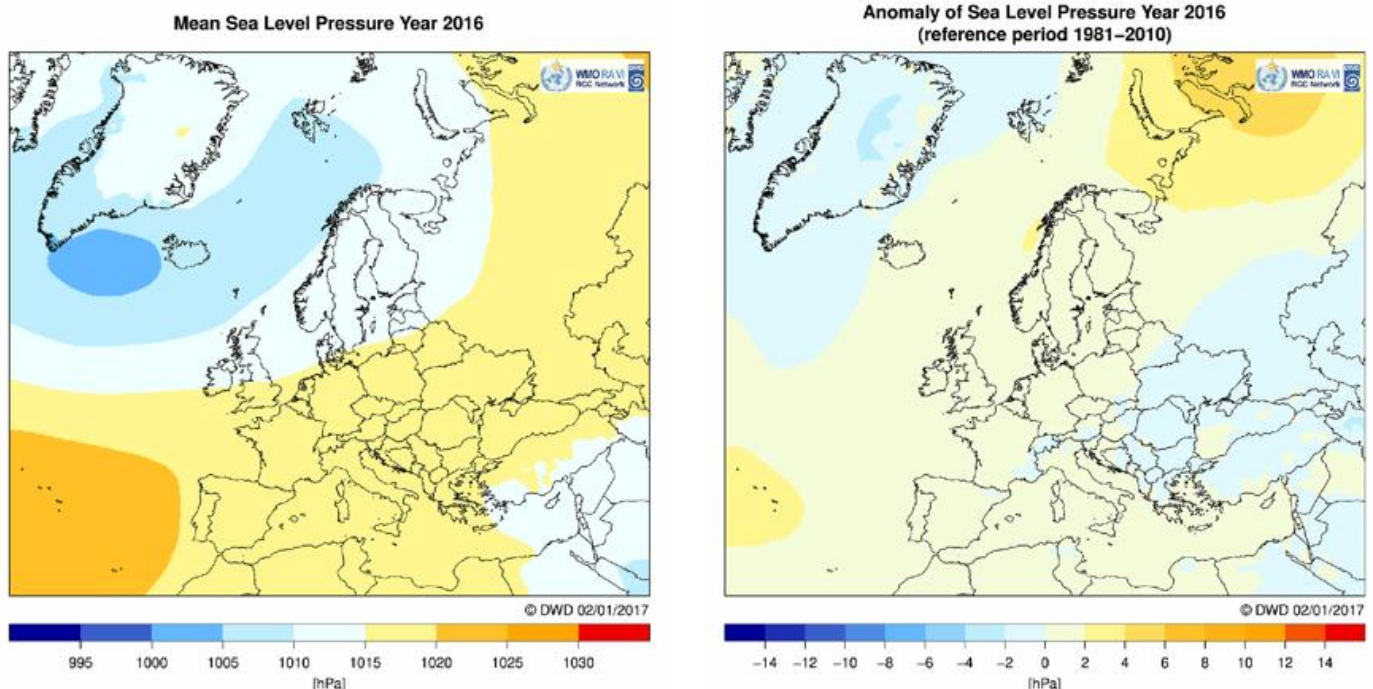 Mean Sea Level Pressure Year 2016
WMO RA VI
RCC Network
© DWD 02/01/2017
995 1000 1005 1010 1015 1020 1025 1030
[hPa]
Anomaly of Sea Level Pressure Year 2016
(reference period 1981–2010)
WMO RA VI
RCC Network
© DWD 02/01/2017
−14 −12 −10 −8 −6 −4 −2 0 2 4 6 8 10 12 14
[hPa]